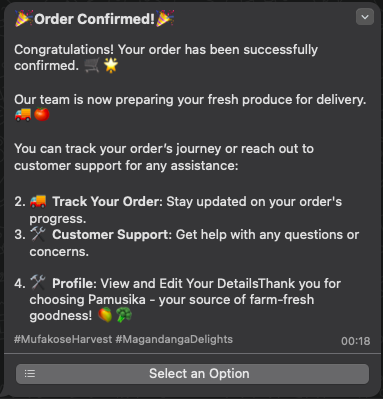 🎉Order Confirmed!🎉
Congratulations! Your order has been successfully
confirmed. 🛒🌟
Our team is now preparing your fresh produce for delivery.
🚚🍅
You can track your order’s journey or reach out to
customer support for any assistance:
2. 🚚 Track Your Order: Stay updated on your order's
progress.
3. 🛠️ Customer Support: Get help with any questions or
concerns.
4. 🛠️ Profile: View and Edit Your DetailsThank you for
choosing Pamusika - your source of farm-fresh
goodness! 🥭🥦
#MufakoseHarvest #MagandangaDelights
00:18
Select an Option